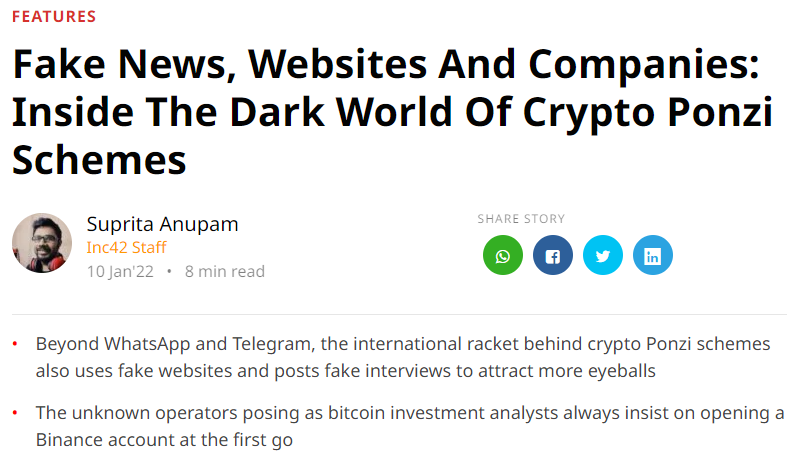 FEATURES
Fake News, Websites And Companies:
Inside The Dark World Of Crypto Ponzi
Schemes
Suprita Anupam
Inc42 Staff
10 Jan'22 • 8 min read
SHARE STORY
• Beyond WhatsApp and Telegram, the international racket behind crypto Ponzi schemes
also uses fake websites and posts fake interviews to attract more eyeballs
• The unknown operators posing as bitcoin investment analysts always insist on opening a
Binance account at the first go